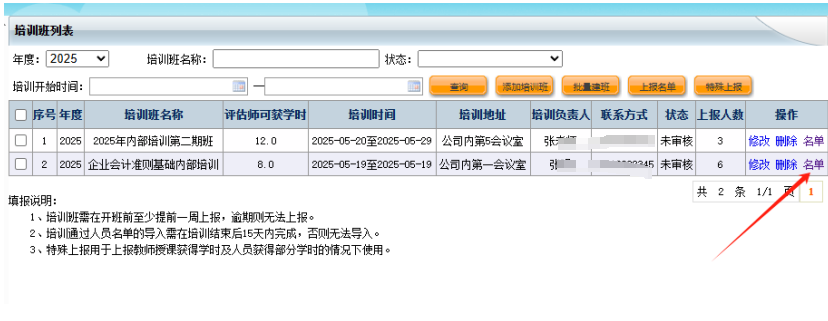 培训班列表
年度: 2025 培训班名称: 状态:
培训开始时间: — 查询 添加培训班 批量建班 上报名单 特殊上报
序号 年度 培训班名称 评估师可获学时 培训时间 培训地址 培训负责人 联系方式 状态 上报人数 操作
1 2025 2025年内部培训第二期班 12.0 2025-05-20至2025-05-29 公司内第5会议室 张 未审核 3 修改 删除 名单
2 2025 企业会计准则基础内部培训 8.0 2025-05-19至2025-05-19 公司内第一会议室 2345 未审核 6 修改 删除 名单
共 2 条 1/1 页 1
填报说明:
1、培训班需在开班前至少提前一周上报，逾期则无法上报。
2、培训通过人员名单的导入需在培训结束后15天内完成，否则无法导入。
3、特殊上报用于上报教师授课获得学时及人员获得部分学时的情况下使用。